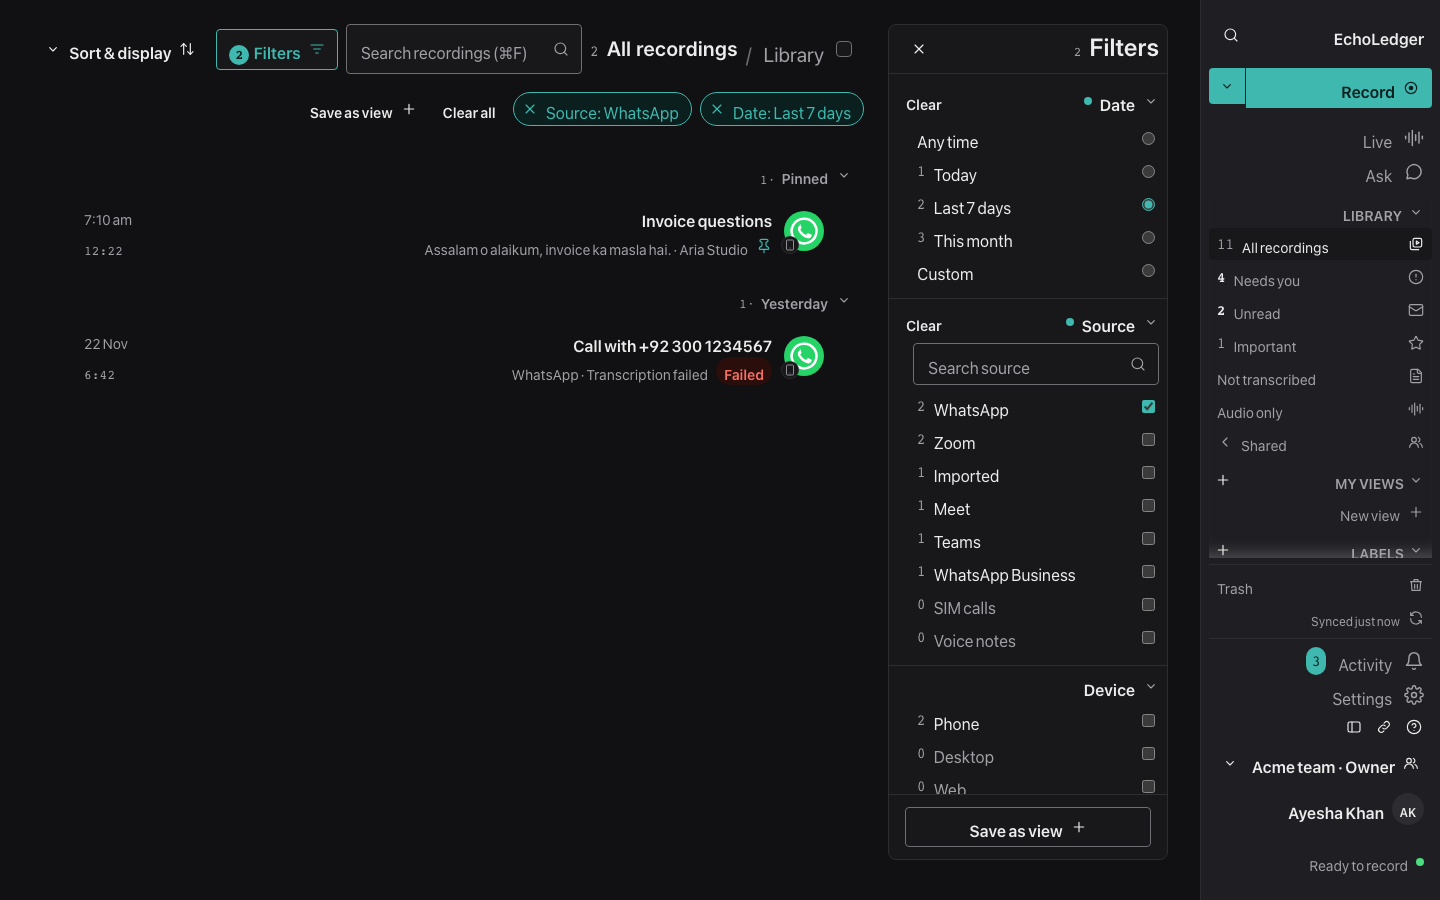 EchoLedger
Record
Live
Ask
LIBRARY
All recordings 11
Needs you 4
Unread 2
Important 1
Not transcribed
Audio only
Shared
MY VIEWS
New view
LABELS
Trash
Synced just now
Activity 3
Settings
Acme team · Owner
AK Ayesha Khan
Ready to record
Filters 2
Date Clear
Any time
Today 1
Last 7 days 2
This month 3
Custom
Source Clear
Search source
WhatsApp 2
Zoom 2
Imported 1
Meet 1
Teams 1
WhatsApp Business 1
SIM calls 0
Voice notes 0
Device
Phone 2
Desktop 0
Web 0
Save as view
Library / All recordings 2
Search recordings (⌘F)
Filters 2
Sort & display
Date: Last 7 days
Source: WhatsApp
Clear all
Save as view
Pinned · 1
Invoice questions
7:10 am
Assalam o alaikum, invoice ka masla hai. · Aria Studio
12:22
Yesterday · 1
Call with +92 300 1234567
22 Nov
Failed WhatsApp · Transcription failed
6:42